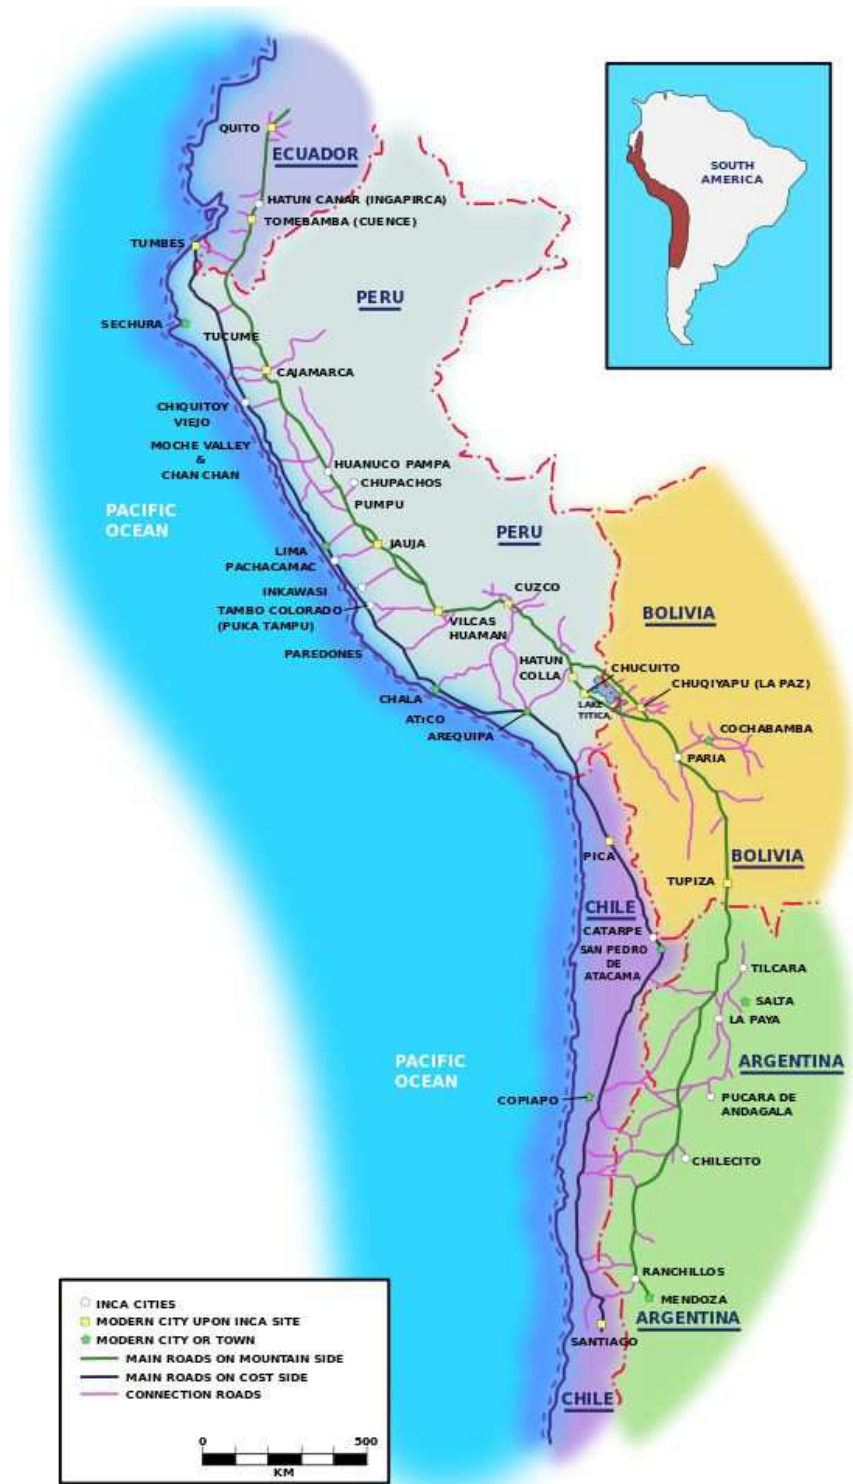 QUITO
ECUADOR
SOUTH
AMERICA
HATUN CANAR (INGAPIRCA)
TOMEBAMBA (CUENCE)
TUMBES
PERU
SECHURA
TUCUME
CAJAMARCA
CHIQUITOY
VIEJO
MOCHE VALLEY
&
CHAN CHAN
HUANUCO PAMPA
CHUPACHOS
PUMPU
PACIFIC
OCEAN
PERU
JAUJA
LIMA
PACHACAMAC
CUZCO
INKAWASI
TAMBO COLORADO
(PUKA TAMPU)
VILCAS
HUAMAN
BOLIVIA
PAREDONES
HATUN
COLLA
CHUCUITO
CHUQIYAPU (LA PAZ)
CHALA
LAKE
TITICA,
ATICO
AREQUIPA
COCHABAMBA
PARIA
PICA
BOLIVIA
TUPIZA
CHILE
CATARPE
SAN PEDRO
DE
ATACAMA
TILCARA
SALTA
LA PAYA
PACIFIC
OCEAN
ARGENTINA
COPIAPO
PUCARA DE
ANDAGALA
CHILECITO
RANCHILLOS
MENDOZA
ARGENTINA
SANTIAGO
CHILE
INCA CITIES
MODERN CITY UPON INCA SITE
MODERN CITY OR TOWN
MAIN ROADS ON MOUNTAIN SIDE
MAIN ROADS ON COST SIDE
CONNECTION ROADS
0 500
KM